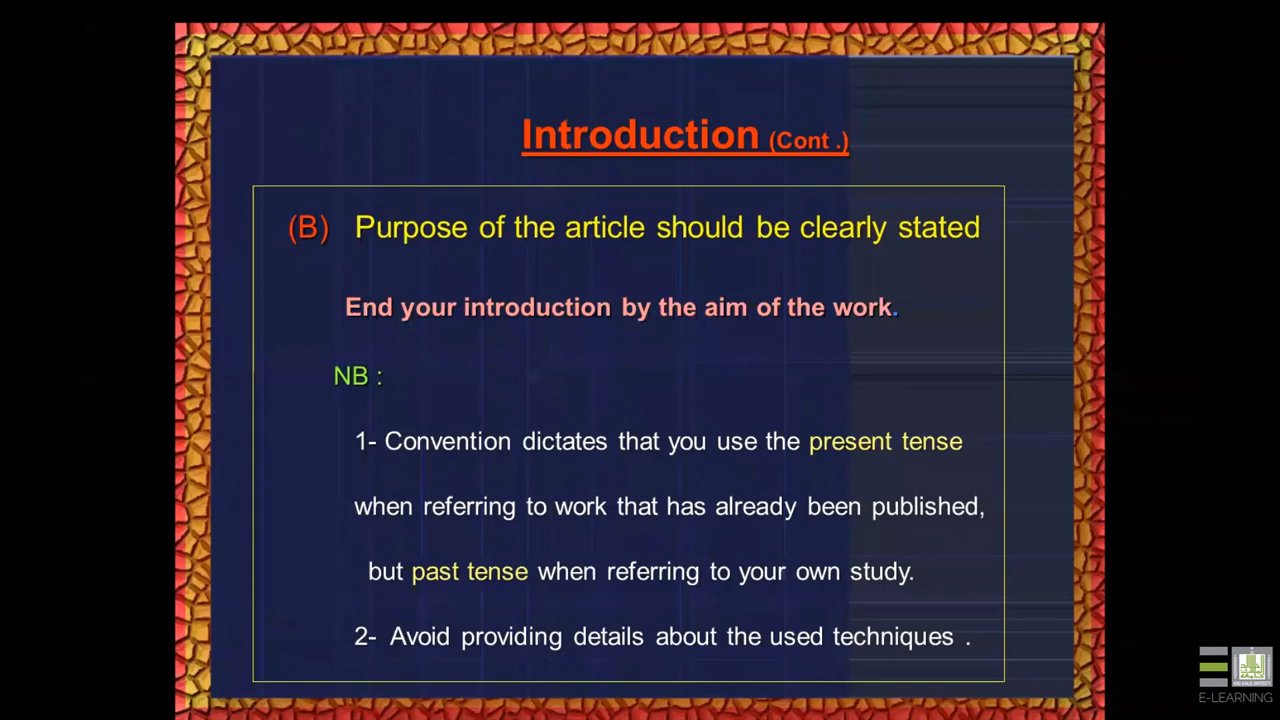 Introduction (Cont .)
(B) Purpose of the article should be clearly stated
End your introduction by the aim of the work.
NB :
1- Convention dictates that you use the present tense
when referring to work that has already been published,
but past tense when referring to your own study.
2- Avoid providing details about the used techniques .
E-LEARNING